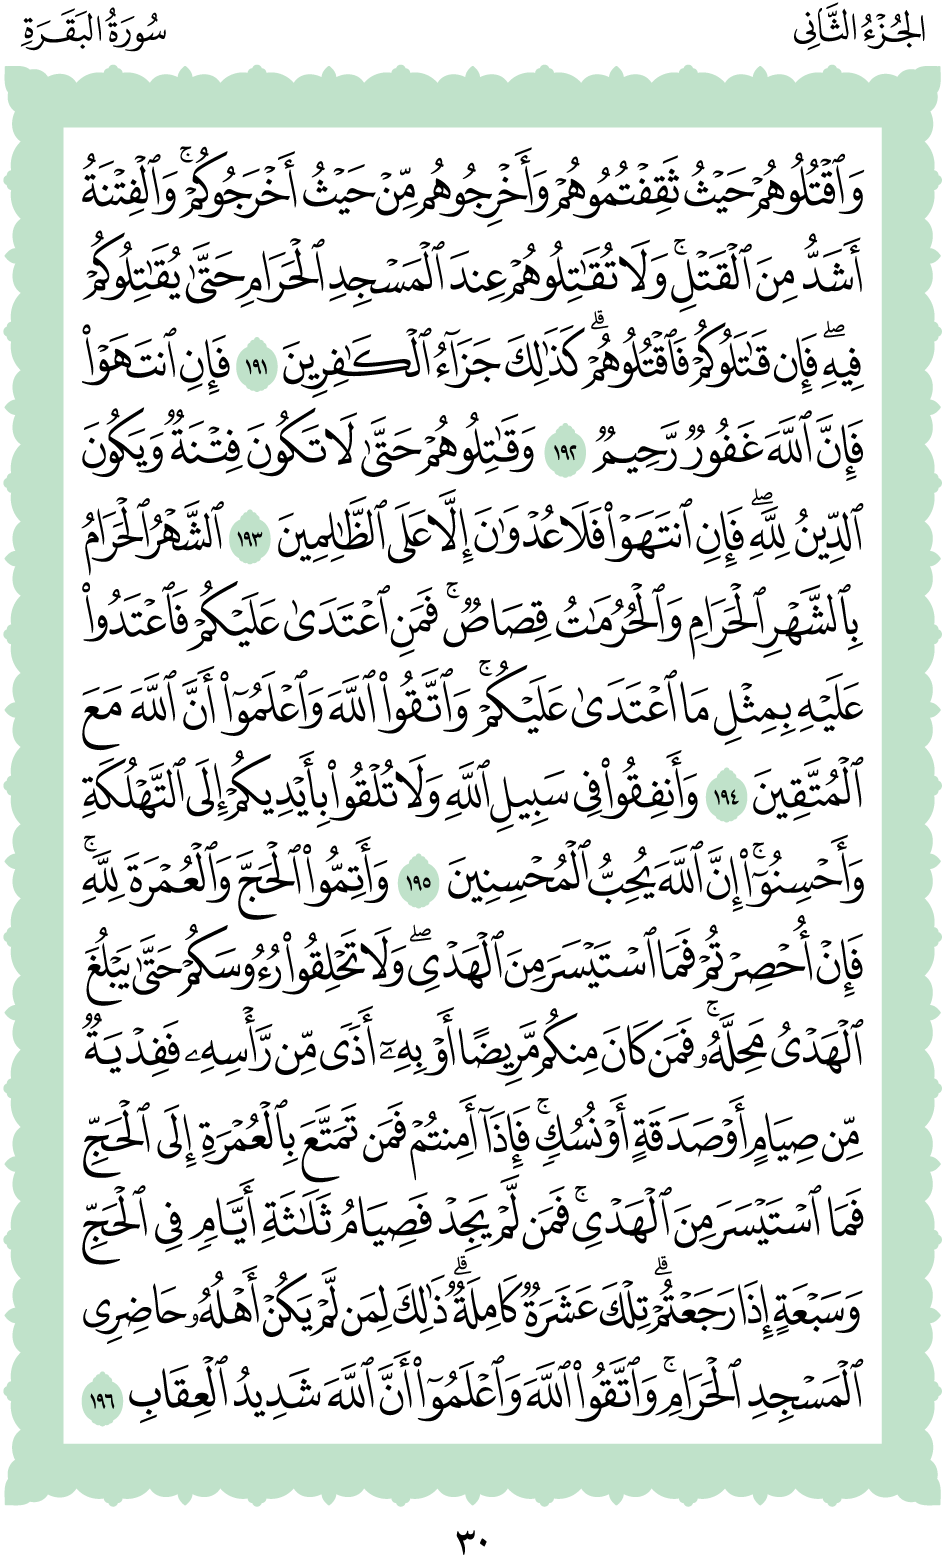 الجُزْءُ الثَّانِي
سُورَةُ البَقَرَةِ
وَٱقْتُلُوهُمْ حَيْثُ ثَقِفْتُمُوهُمْ وَأَخْرِجُوهُم مِّنْ حَيْثُ أَخْرَجُوكُمْ ۚ وَٱلْفِتْنَةُ
أَشَدُّ مِنَ ٱلْقَتْلِ ۚ وَلَا تُقَٰتِلُوهُمْ عِندَ ٱلْمَسْجِدِ ٱلْحَرَامِ حَتَّىٰ يُقَٰتِلُوكُمْ
فِيهِ ۖ فَإِن قَٰتَلُوكُمْ فَٱقْتُلُوهُمْ ۗ كَذَٰلِكَ جَزَآءُ ٱلْكَٰفِرِينَ ١٩١ فَإِنِ ٱنتَهَوْا۟
فَإِنَّ ٱللَّهَ غَفُورٌ رَّحِيمٌ ١٩٢ وَقَٰتِلُوهُمْ حَتَّىٰ لَا تَكُونَ فِتْنَةٌ وَيَكُونَ
ٱلدِّينُ لِلَّهِ ۖ فَإِنِ ٱنتَهَوْا۟ فَلَا عُدْوَٰنَ إِلَّا عَلَى ٱلظَّٰلِمِينَ ١٩٣ ٱلشَّهْرُ ٱلْحَرَامُ
بِٱلشَّهْرِ ٱلْحَرَامِ وَٱلْحُرُمَٰتُ قِصَاصٌ ۚ فَمَنِ ٱعْتَدَىٰ عَلَيْكُمْ فَٱعْتَدُوا۟
عَلَيْهِ بِمِثْلِ مَا ٱعْتَدَىٰ عَلَيْكُمْ ۚ وَٱتَّقُوا۟ ٱللَّهَ وَٱعْلَمُوٓا۟ أَنَّ ٱللَّهَ مَعَ
ٱلْمُتَّقِينَ ١٩٤ وَأَنفِقُوا۟ فِى سَبِيلِ ٱللَّهِ وَلَا تُلْقُوا۟ بِأَيْدِيكُمْ إِلَى ٱلتَّهْلُكَةِ
وَأَحْسِنُوٓا۟ ۚ إِنَّ ٱللَّهَ يُحِبُّ ٱلْمُحْسِنِينَ ١٩٥ وَأَتِمُّوا۟ ٱلْحَجَّ وَٱلْعُمْرَةَ لِلَّهِ ۚ
فَإِنْ أُحْصِرْتُمْ فَمَا ٱسْتَيْسَرَ مِنَ ٱلْهَدْىِ ۖ وَلَا تَحْلِقُوا۟ رُءُوسَكُمْ حَتَّىٰ يَبْلُغَ
ٱلْهَدْىُ مَحِلَّهُۥ ۚ فَمَن كَانَ مِنكُم مَّرِيضًا أَوْ بِهِۦٓ أَذًى مِّن رَّأْسِهِۦ فَفِدْيَةٌ
مِّن صِيَامٍ أَوْ صَدَقَةٍ أَوْ نُسُكٍ ۚ فَإِذَآ أَمِنتُمْ فَمَن تَمَتَّعَ بِٱلْعُمْرَةِ إِلَى ٱلْحَجِّ
فَمَا ٱسْتَيْسَرَ مِنَ ٱلْهَدْىِ ۚ فَمَن لَّمْ يَجِدْ فَصِيَامُ ثَلَٰثَةِ أَيَّامٍ فِى ٱلْحَجِّ
وَسَبْعَةٍ إِذَا رَجَعْتُمْ ۗ تِلْكَ عَشَرَةٌ كَامِلَةٌ ۗ ذَٰلِكَ لِمَن لَّمْ يَكُنْ أَهْلُهُۥ حَاضِرِى
ٱلْمَسْجِدِ ٱلْحَرَامِ ۚ وَٱتَّقُوا۟ ٱللَّهَ وَٱعْلَمُوٓا۟ أَنَّ ٱللَّهَ شَدِيدُ ٱلْعِقَابِ ١٩٦
٣٠